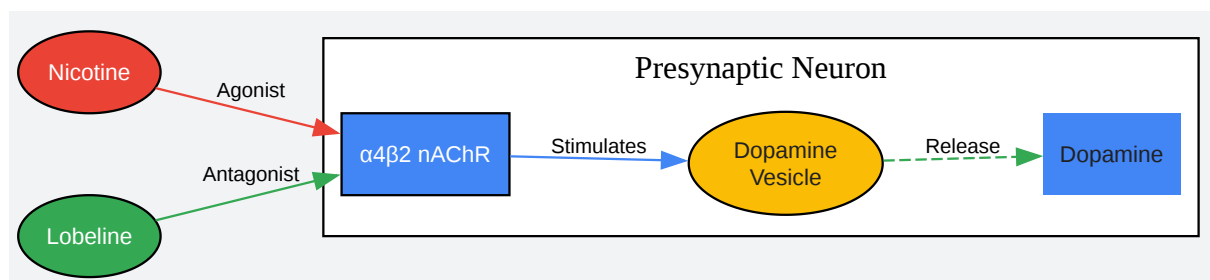 Presynaptic Neuron
Nicotine
Agonist
α4β2 nAChR
Stimulates
Dopamine
Vesicle
Release
Dopamine
Antagonist
Lobeline